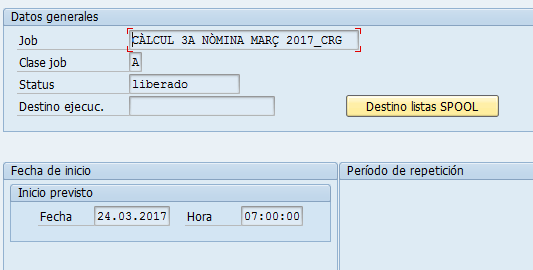 Datos generales
Job CÀLCUL 3A NÒMINA MARÇ 2017_CRG
Clase job A
Status liberado
Destino ejecuc.
Destino listas SPOOL
Fecha de inicio
Período de repetición
Inicio previsto
Fecha 24.03.2017 Hora 07:00:00